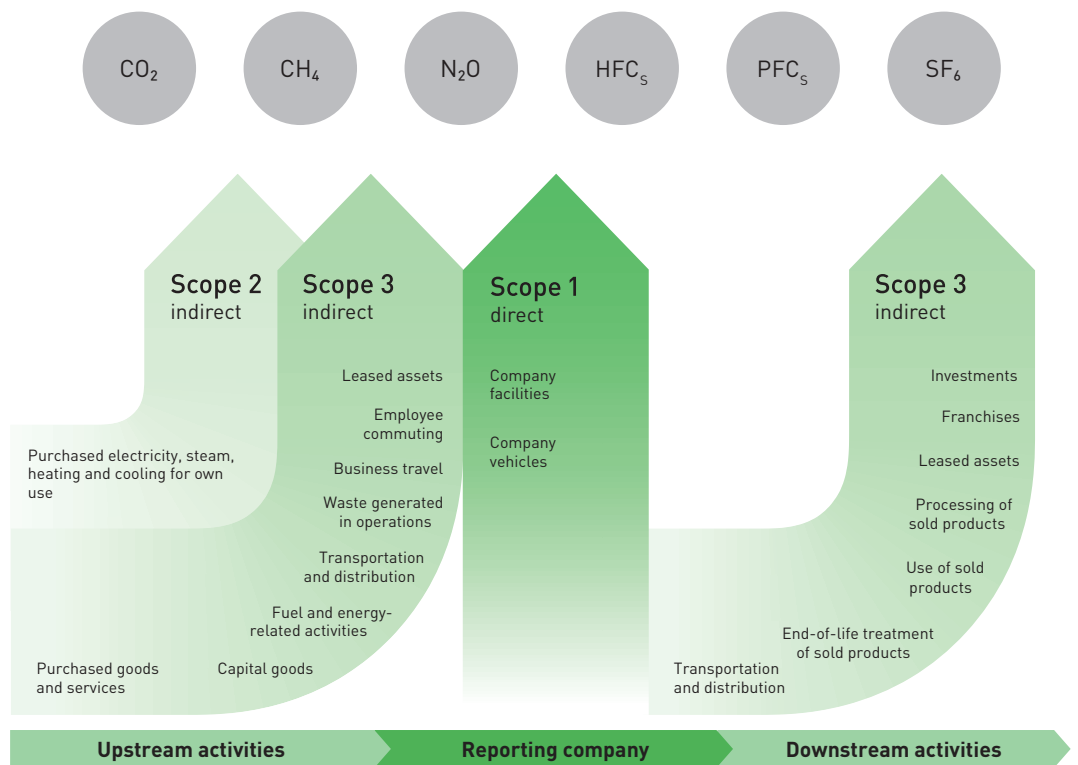 CO₂
CH₄
N₂O
HFCₛ
PFCₛ
SF₆
Scope 2
indirect
Purchased electricity, steam,
heating and cooling for own
use
Scope 3
indirect
Leased assets
Employee
commuting
Business travel
Waste generated
in operations
Transportation
and distribution
Fuel and energy-
related activities
Capital goods
Purchased goods
and services
Scope 1
direct
Company
facilities
Company
vehicles
Scope 3
indirect
Investments
Franchises
Leased assets
Processing of
sold products
Use of sold
products
End-of-life treatment
of sold products
Transportation
and distribution
Upstream activities
Reporting company
Downstream activities